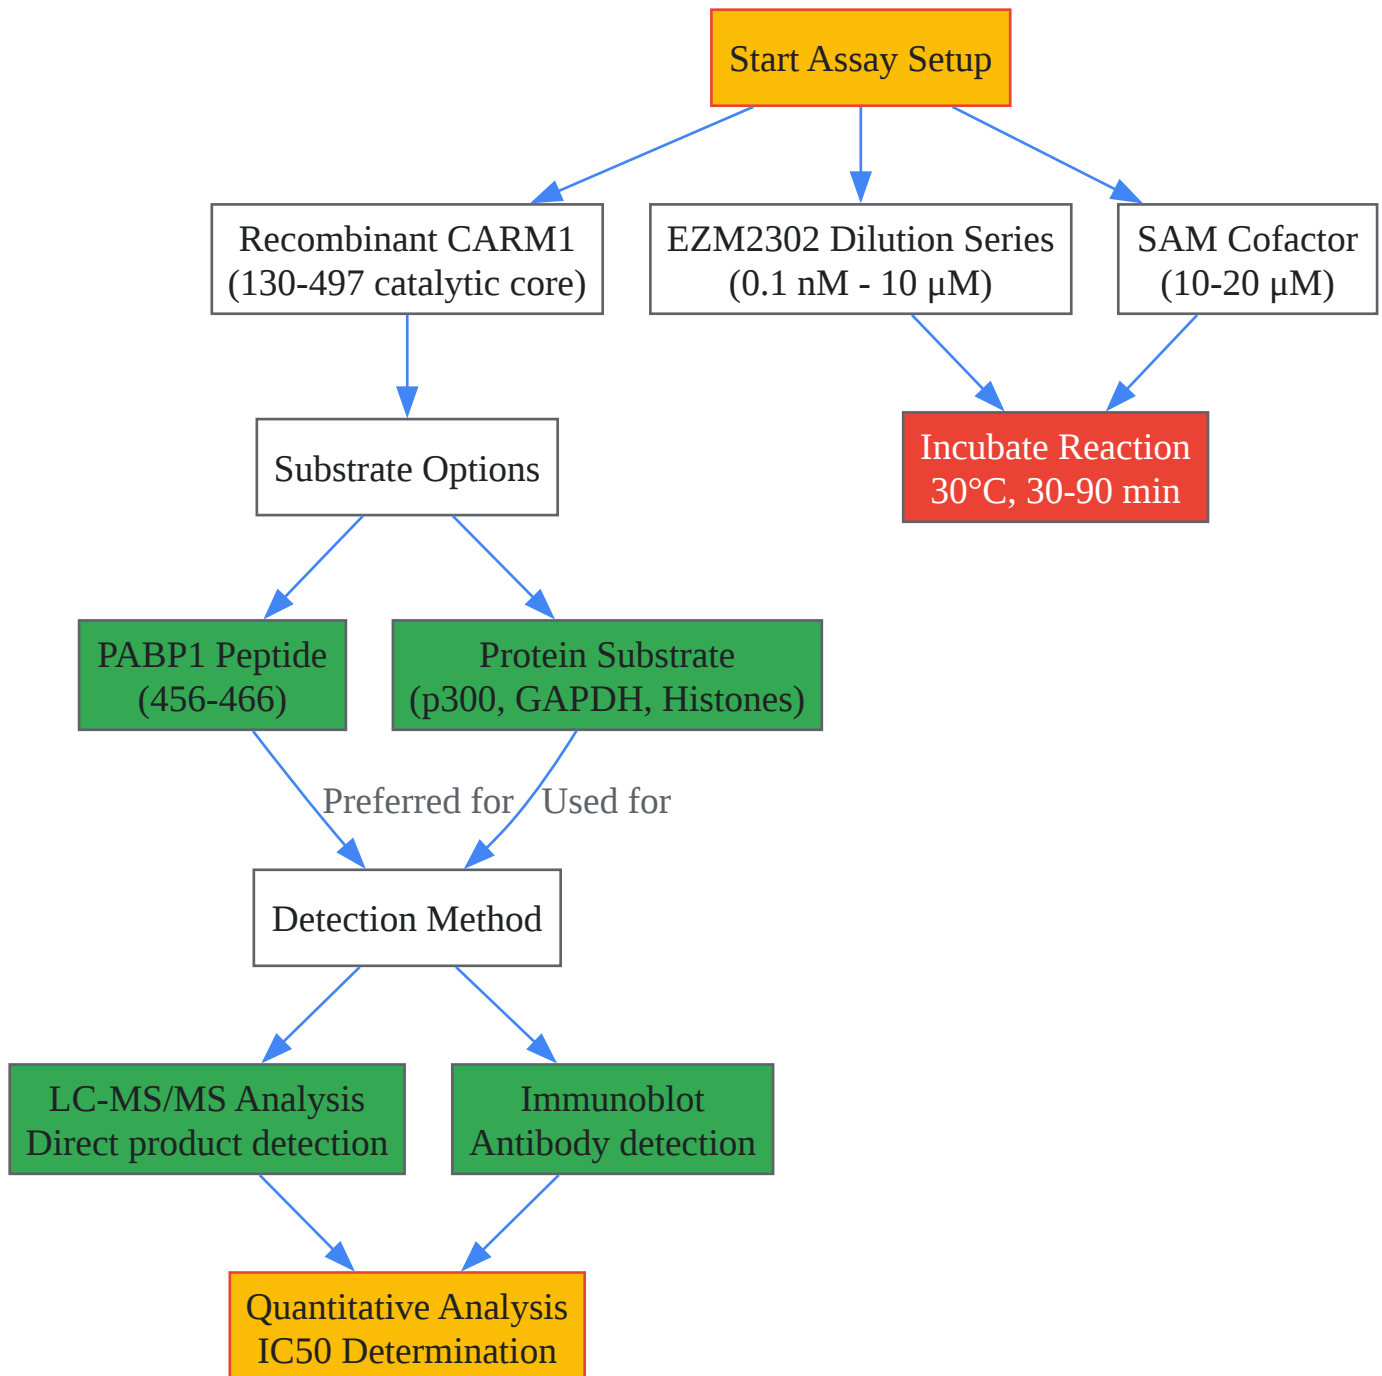 Start Assay Setup
Recombinant CARM1
(130-497 catalytic core)
EZM2302 Dilution Series
(0.1 nM - 10 μM)
SAM Cofactor
(10-20 μM)
Substrate Options
Incubate Reaction
30°C, 30-90 min
PABP1 Peptide
(456-466)
Protein Substrate
(p300, GAPDH, Histones)
Preferred for
Used for
Detection Method
LC-MS/MS Analysis
Direct product detection
Immunoblot
Antibody detection
Quantitative Analysis
IC50 Determination